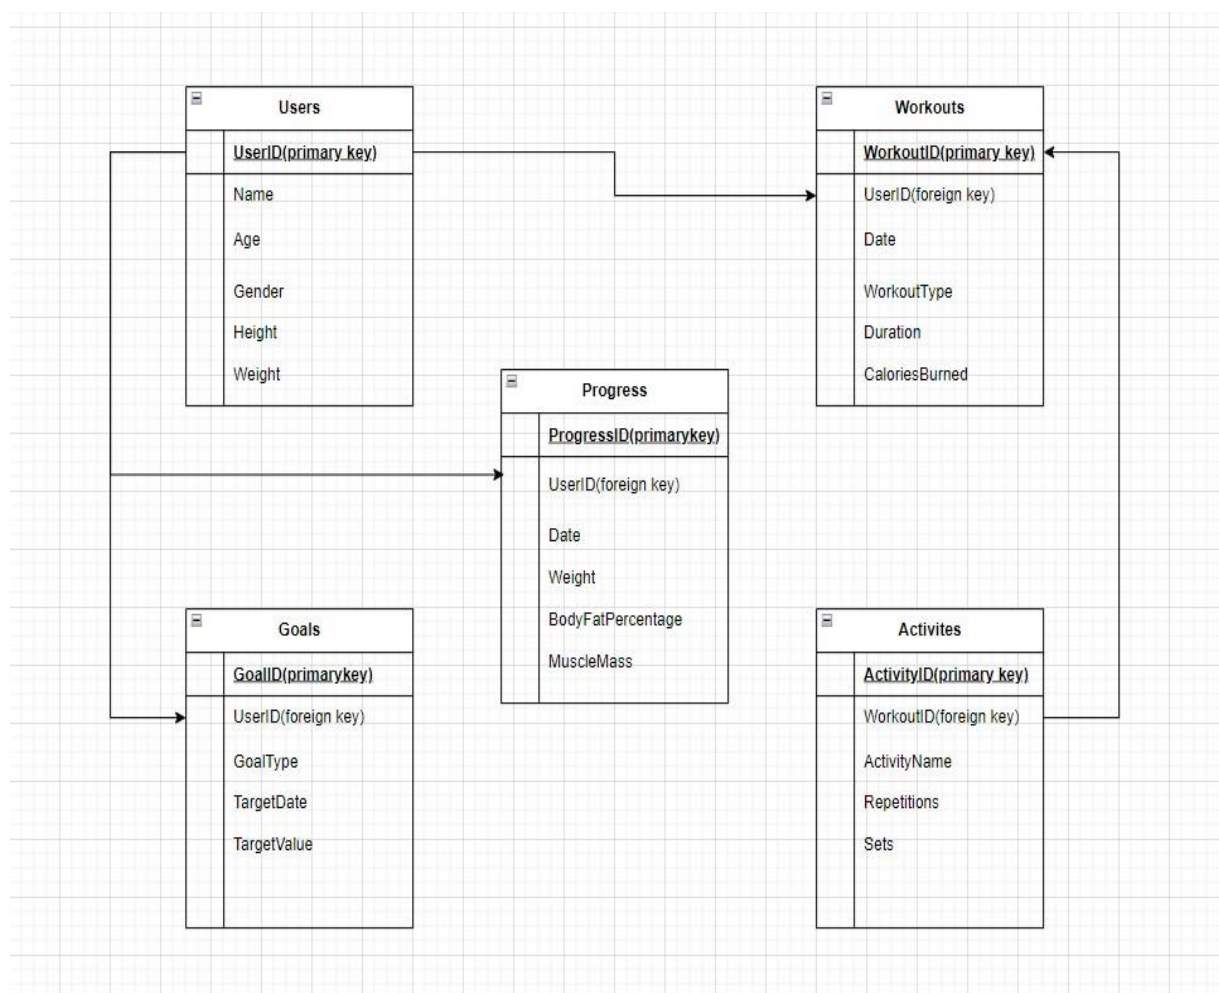 Users
UserID(primary key)
Name
Age
Gender
Height
Weight
Workouts
WorkoutID(primary key)
UserID(foreign key)
Date
WorkoutType
Duration
CaloriesBurned
Progress
ProgressID(primarykey)
UserID(foreign key)
Date
Weight
BodyFatPercentage
MuscleMass
Goals
GoalID(primarykey)
UserID(foreign key)
GoalType
TargetDate
TargetValue
Activites
ActivityID(primary key)
WorkoutID(foreign key)
ActivityName
Repetitions
Sets